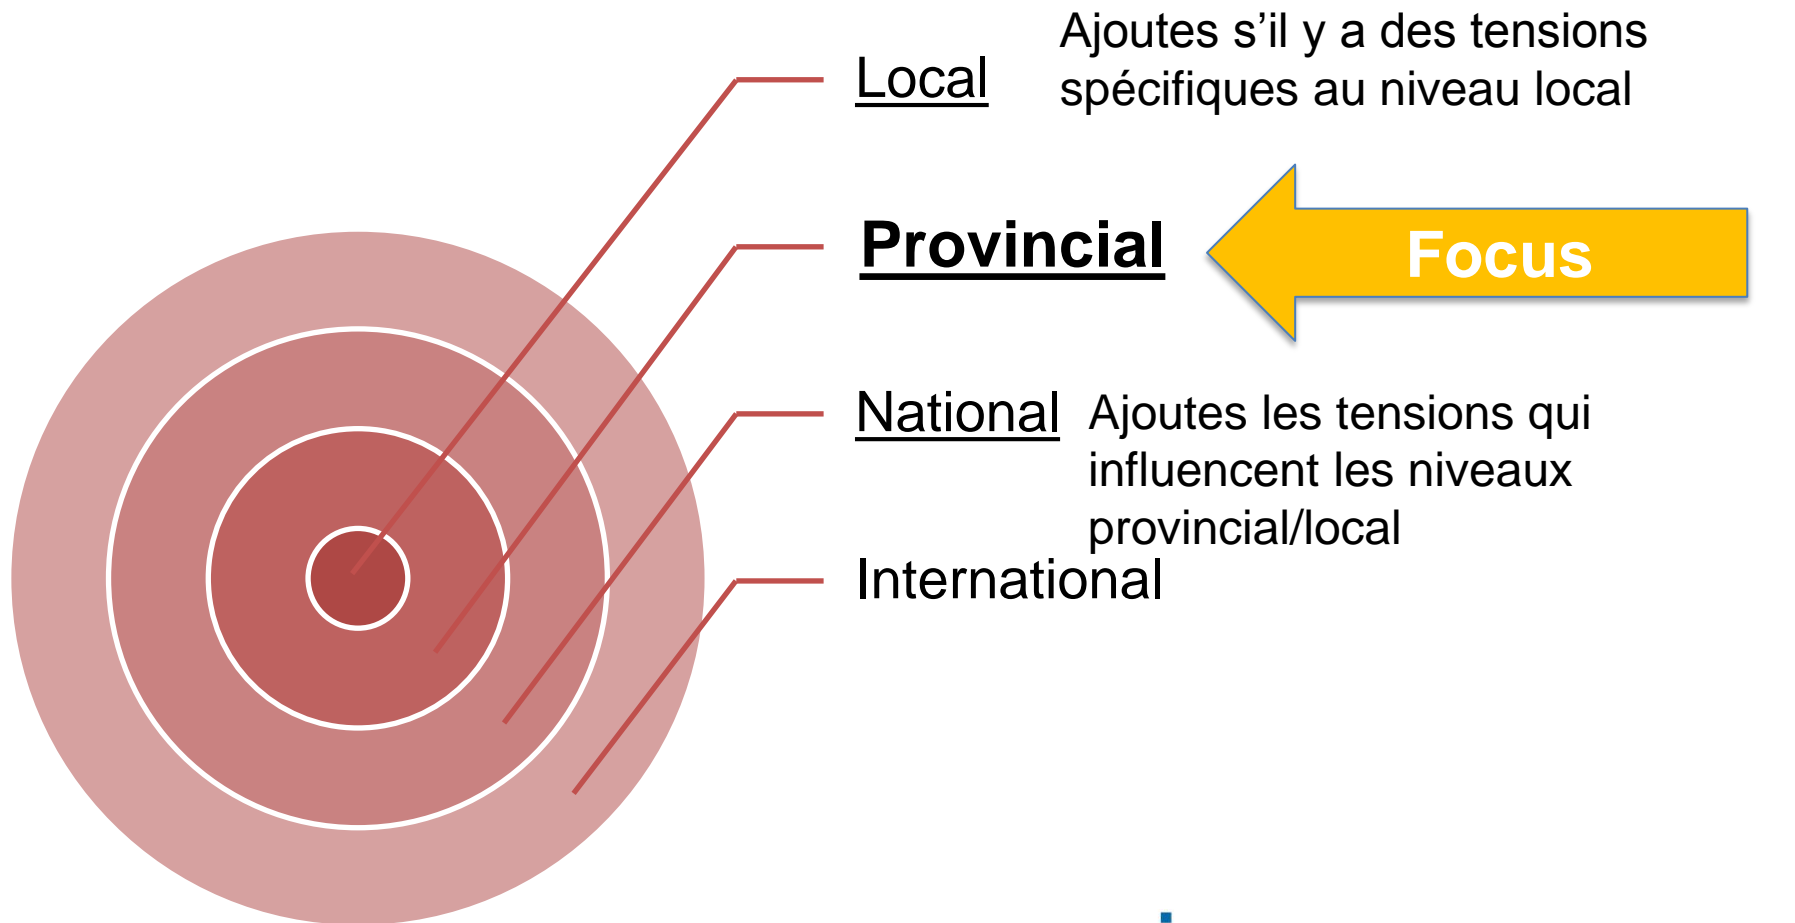 Local
Ajoutes s’il y a des tensions
spécifiques au niveau local
Provincial
Focus
National
Ajoutes les tensions qui
influencent les niveaux
provincial/local
International